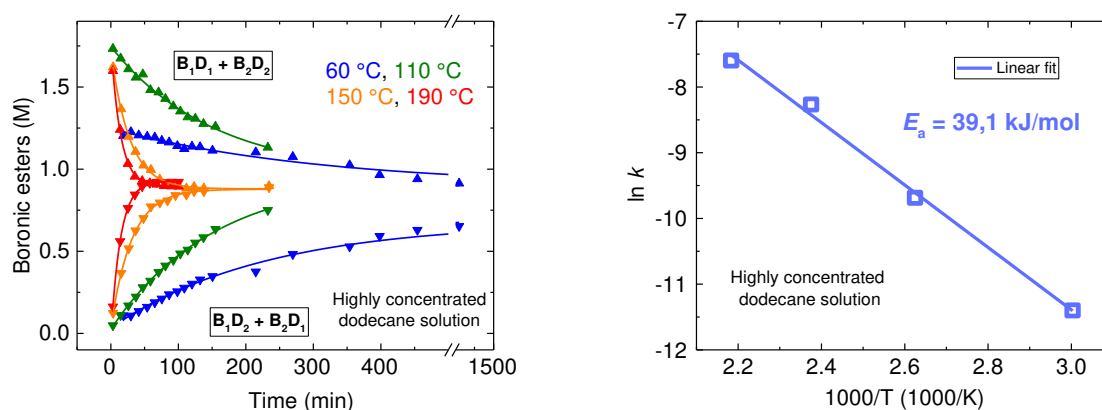 B₁D₁ + B₂D₂
60 °C, 110 °C
150 °C, 190 °C
1.5
1.0
0.5
0.0
Boronic esters (M)
B₁D₂ + B₂D₁
Highly concentrated
dodecane solution
0 100 200 300 400 1500
Time (min)
-7
-8
-9
-10
-11
-12
ln k
Linear fit
Eₐ = 39,1 kJ/mol
Highly concentrated
dodecane solution
2.2 2.4 2.6 2.8 3.0
1000/T (1000/K)